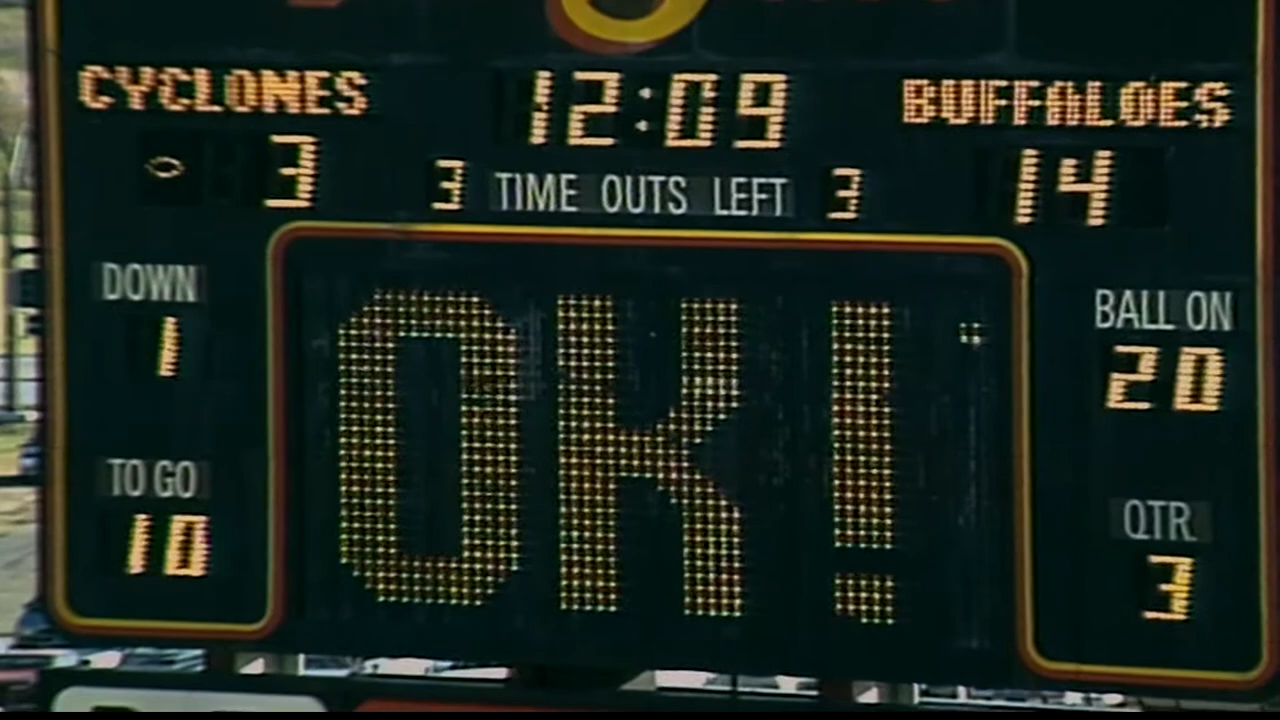 CYCLONES 12:09 BUFFALOES
3 3 TIME OUTS LEFT 3 14
DOWN
1
TO GO
10
OK!
BALL ON
20
QTR
3